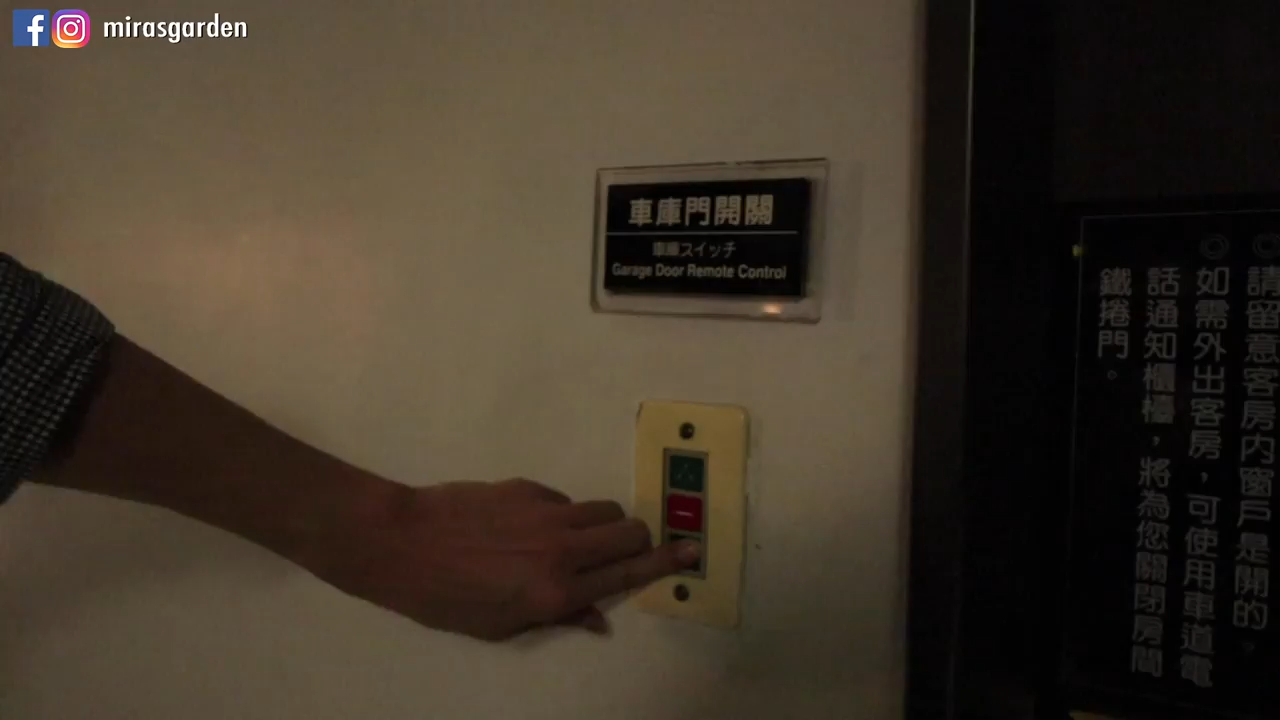 mirasgarden
車庫門開關
車庫スイッチ
Garage Door Remote Control
◎請留意客房內窗戶是開的。
◎如需外出客房，可使用車道電
話通知櫃檯，將為您關閉房間
鐵捲門。